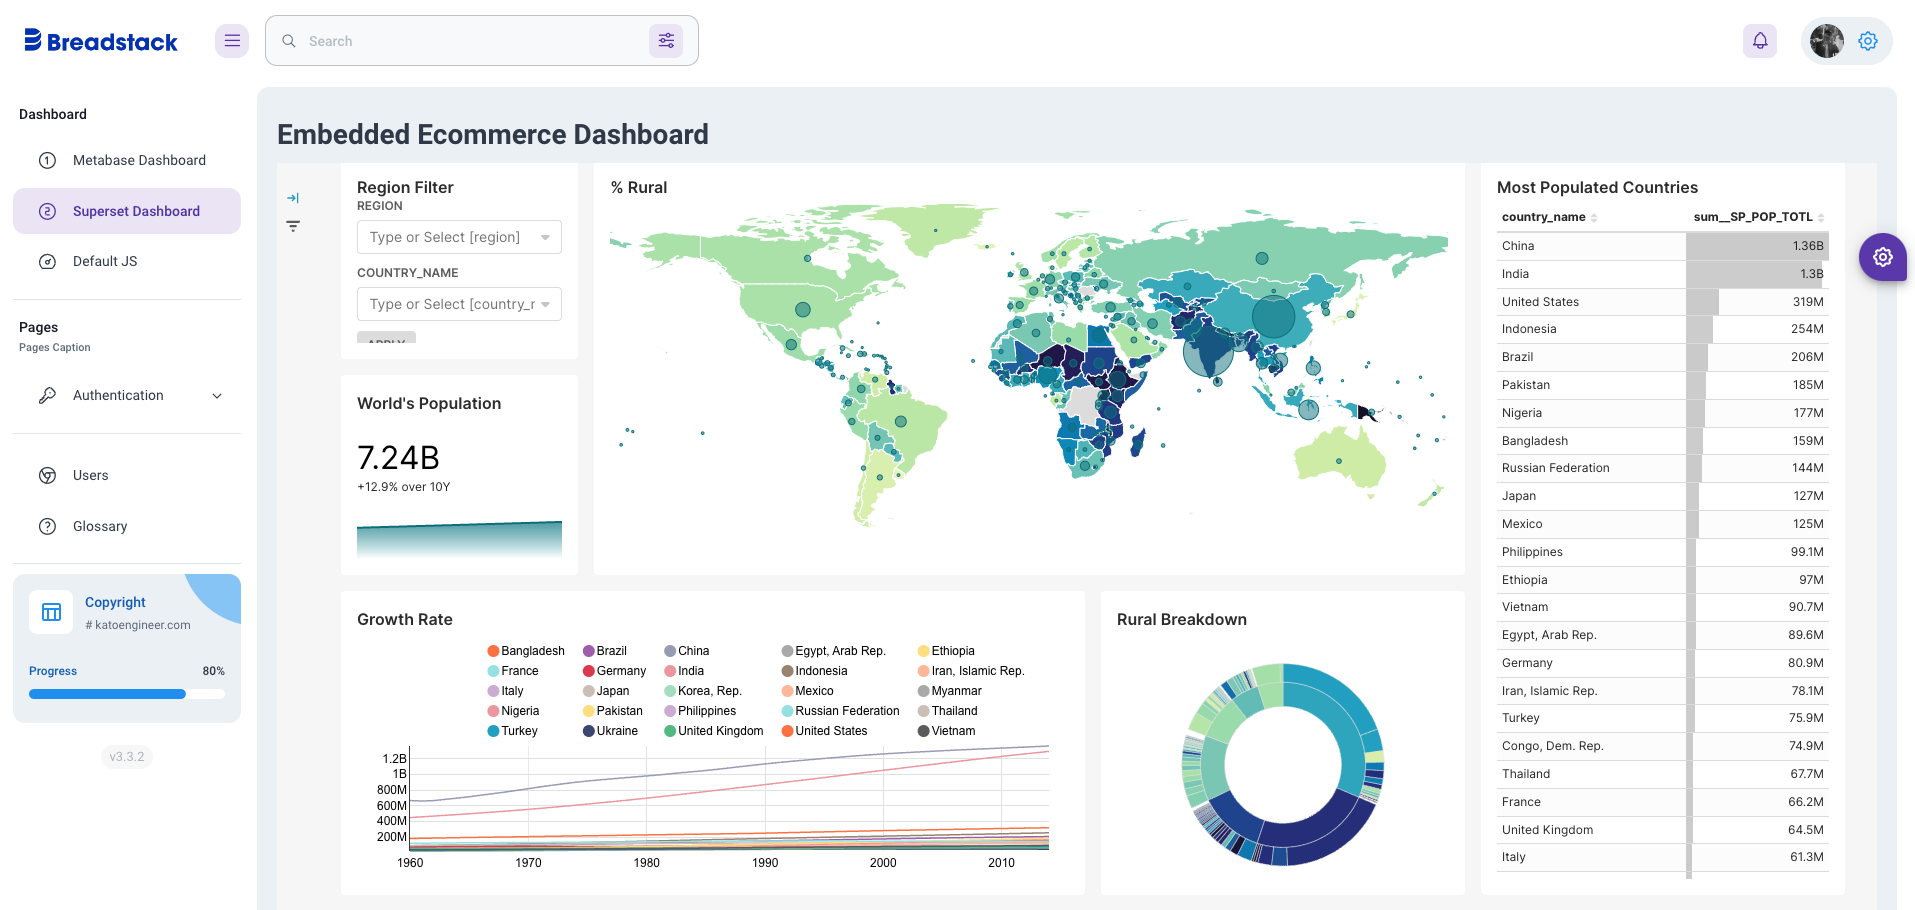 Breadstack
Search
Dashboard
1 Metabase Dashboard
2 Superset Dashboard
Default JS
Pages
Pages Caption
Authentication
Users
? Glossary
Copyright
# katoengineer.com
Progress 80%
v3.3.2
Embedded Ecommerce Dashboard
Region Filter
REGION
Type or Select [region]
COUNTRY_NAME
Type or Select [country_r
APPLY
World's Population
7.24B
+12.9% over 10Y
% Rural
Growth Rate
Bangladesh Brazil China Egypt, Arab Rep. Ethiopia
France Germany India Indonesia Iran, Islamic Rep.
Italy Japan Korea, Rep. Mexico Myanmar
Nigeria Pakistan Philippines Russian Federation Thailand
Turkey Ukraine United Kingdom United States Vietnam
1.2B
1B
800M
600M
400M
200M
1960 1970 1980 1990 2000 2010
Rural Breakdown
Most Populated Countries
country_name sum__SP_POP_TOTL
China 1.36B
India 1.3B
United States 319M
Indonesia 254M
Brazil 206M
Pakistan 185M
Nigeria 177M
Bangladesh 159M
Russian Federation 144M
Japan 127M
Mexico 125M
Philippines 99.1M
Ethiopia 97M
Vietnam 90.7M
Egypt, Arab Rep. 89.6M
Germany 80.9M
Iran, Islamic Rep. 78.1M
Turkey 75.9M
Congo, Dem. Rep. 74.9M
Thailand 67.7M
France 66.2M
United Kingdom 64.5M
Italy 61.3M